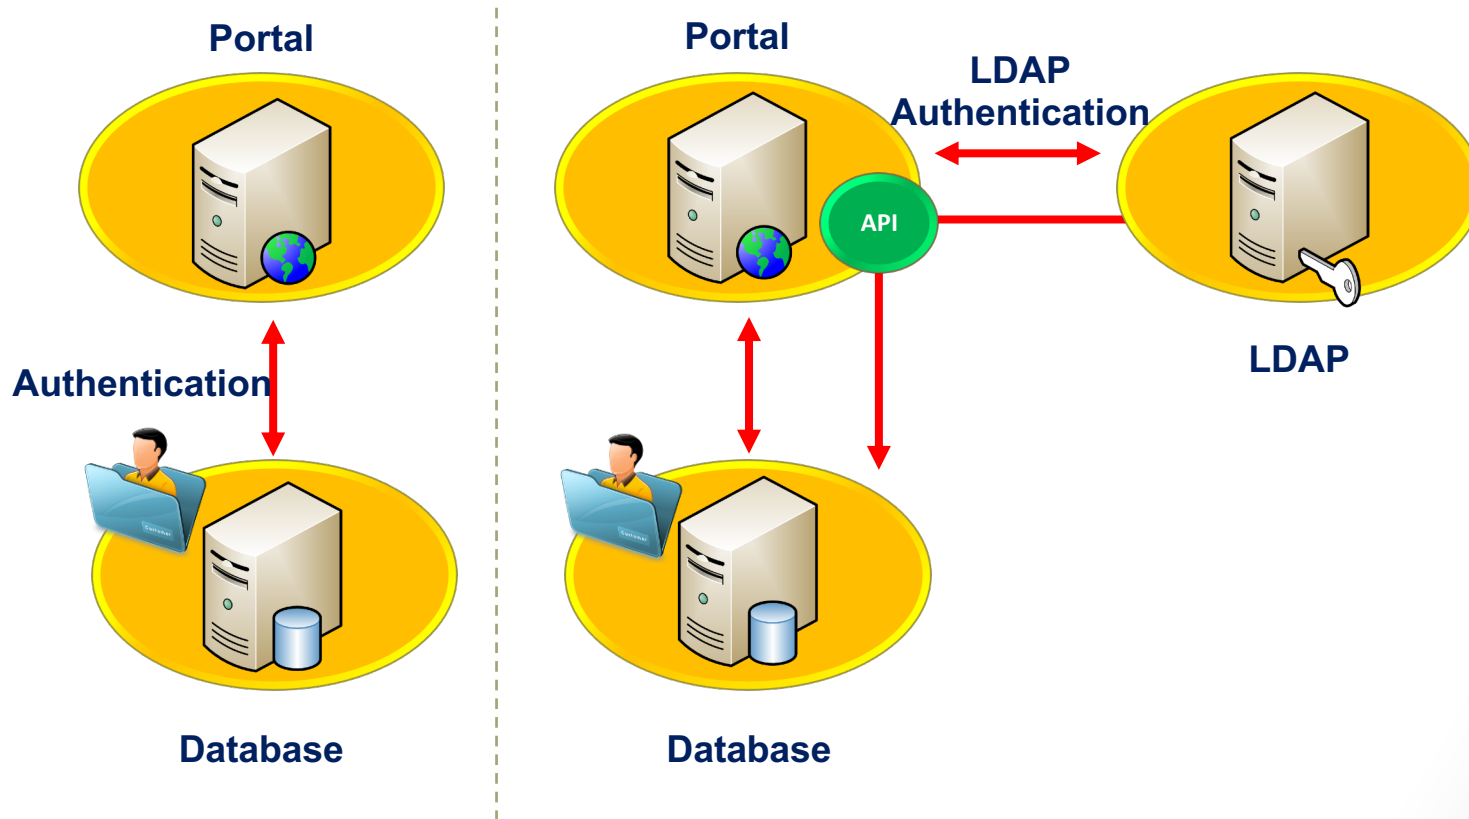 Portal
Authentication
Database
Portal
LDAP
Authentication
API
LDAP
Database